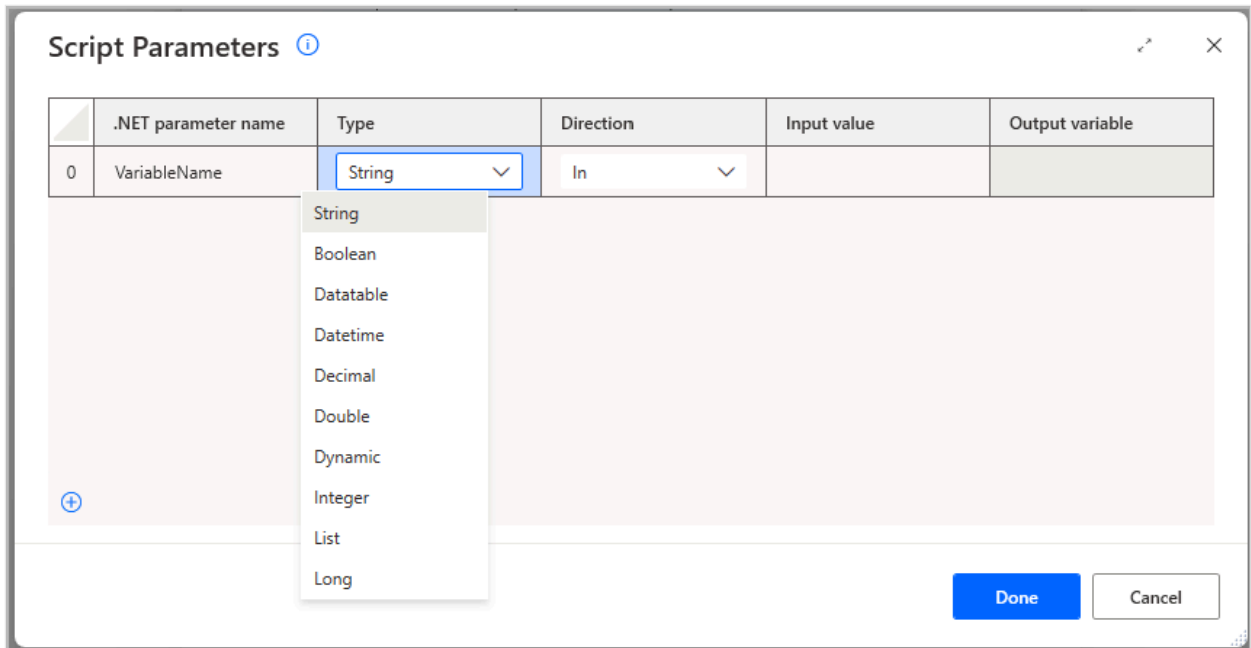 Script Parameters
.NET parameter name Type Direction Input value Output variable
0 VariableName String In
String
Boolean
Datatable
Datetime
Decimal
Double
Dynamic
Integer
List
Long
Done Cancel